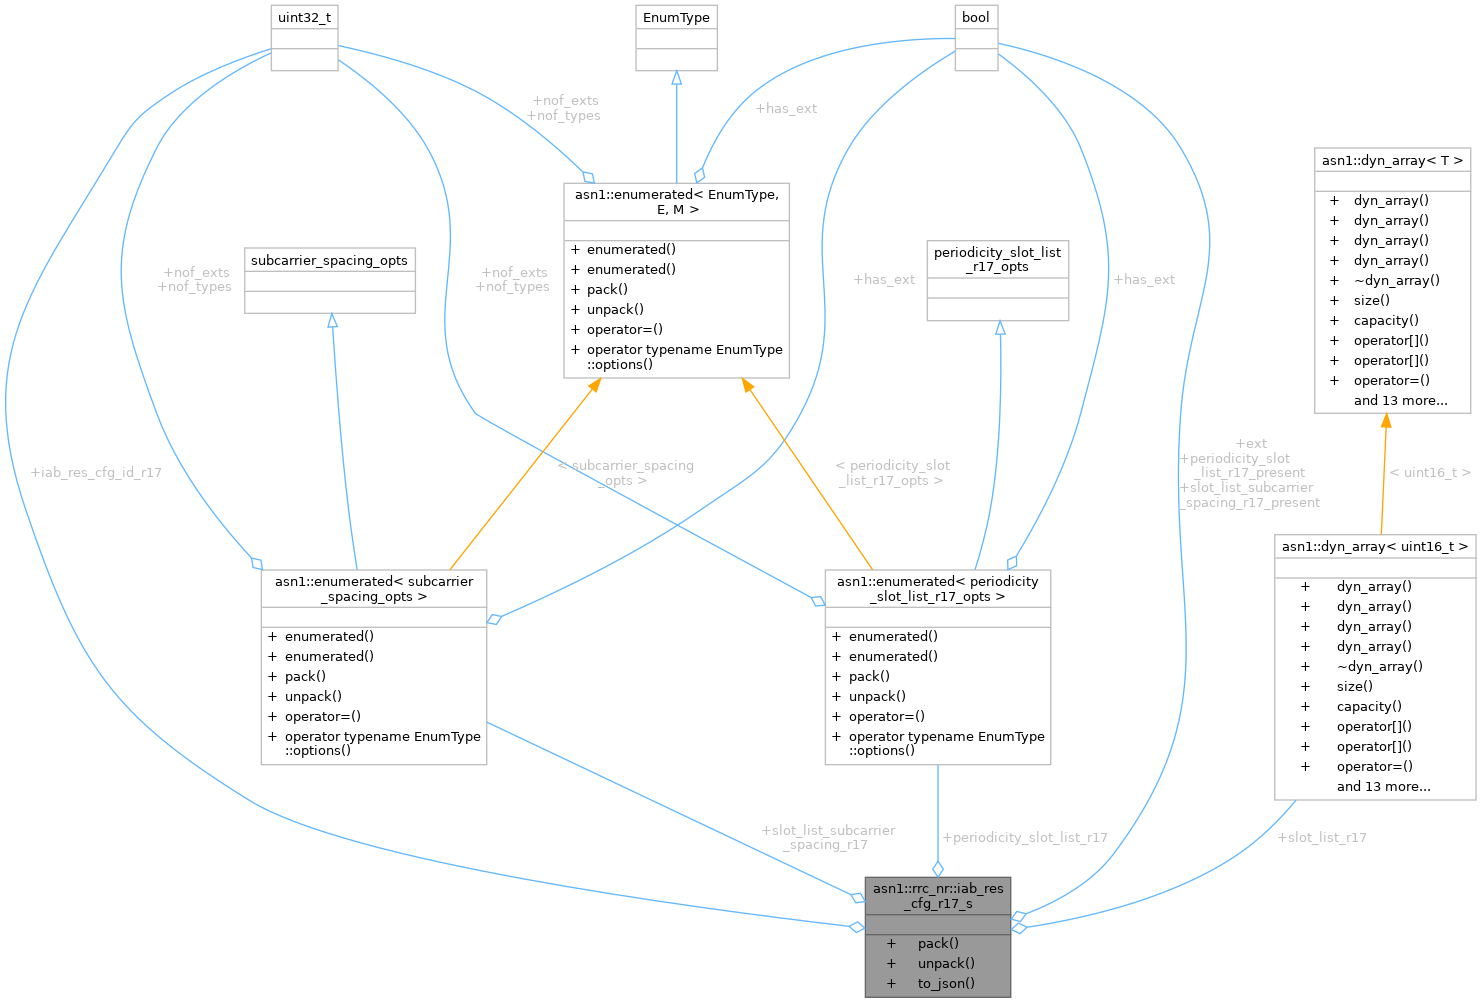 uint32_t
EnumType
bool
+nof_exts
+nof_types
+has_ext
asn1::dyn_array< T >
+ dyn_array()
+ dyn_array()
+ dyn_array()
+ dyn_array()
+ ~dyn_array()
+ size()
+ capacity()
+ operator[]()
+ operator[]()
+ operator=()
and 13 more...
asn1::enumerated< EnumType,
E, M >
+ enumerated()
+ enumerated()
+ pack()
+ unpack()
+ operator=()
+ operator typename EnumType
::options()
subcarrier_spacing_opts
periodicity_slot_list
_r17_opts
+nof_exts
+nof_types
+nof_exts
+nof_types
+has_ext
+has_ext
+iab_res_cfg_id_r17
< subcarrier_spacing
_opts >
< periodicity_slot
_list_r17_opts >
+ext
+periodicity_slot
_list_r17_present
+slot_list_subcarrier
_spacing_r17_present
< uint16_t >
asn1::enumerated< subcarrier
_spacing_opts >
+ enumerated()
+ enumerated()
+ pack()
+ unpack()
+ operator=()
+ operator typename EnumType
::options()
asn1::enumerated< periodicity
_slot_list_r17_opts >
+ enumerated()
+ enumerated()
+ pack()
+ unpack()
+ operator=()
+ operator typename EnumType
::options()
asn1::dyn_array< uint16_t >
+ dyn_array()
+ dyn_array()
+ dyn_array()
+ dyn_array()
+ ~dyn_array()
+ size()
+ capacity()
+ operator[]()
+ operator[]()
+ operator=()
and 13 more...
+slot_list_subcarrier
_spacing_r17
+periodicity_slot_list_r17
+slot_list_r17
asn1::rrc_nr::iab_res
_cfg_r17_s
+ pack()
+ unpack()
+ to_json()